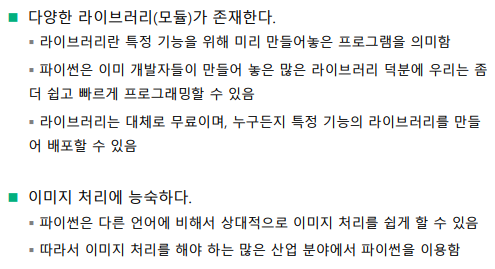 ■ 다양한 라이브러리(모듈)가 존재한다.
▪ 라이브러리란 특정 기능을 위해 미리 만들어놓은 프로그램을 의미함
▪ 파이썬은 이미 개발자들이 만들어 놓은 많은 라이브러리 덕분에 우리는 좀
더 쉽고 빠르게 프로그래밍할 수 있음
▪ 라이브러리는 대체로 무료이며, 누구든지 특정 기능의 라이브러리를 만들
어 배포할 수 있음
■ 이미지 처리에 능숙하다.
▪ 파이썬은 다른 언어에 비해서 상대적으로 이미지 처리를 쉽게 할 수 있음
▪ 따라서 이미지 처리를 해야 하는 많은 산업 분야에서 파이썬을 이용함